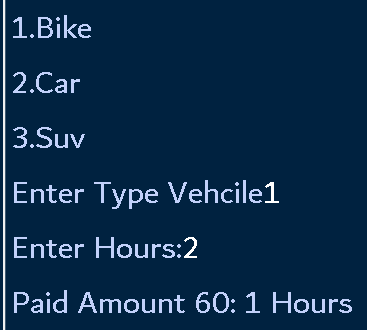 1.Bike
2.Car
3.Suv
Enter Type Vehcile1
Enter Hours:2
Paid Amount 60: 1 Hours